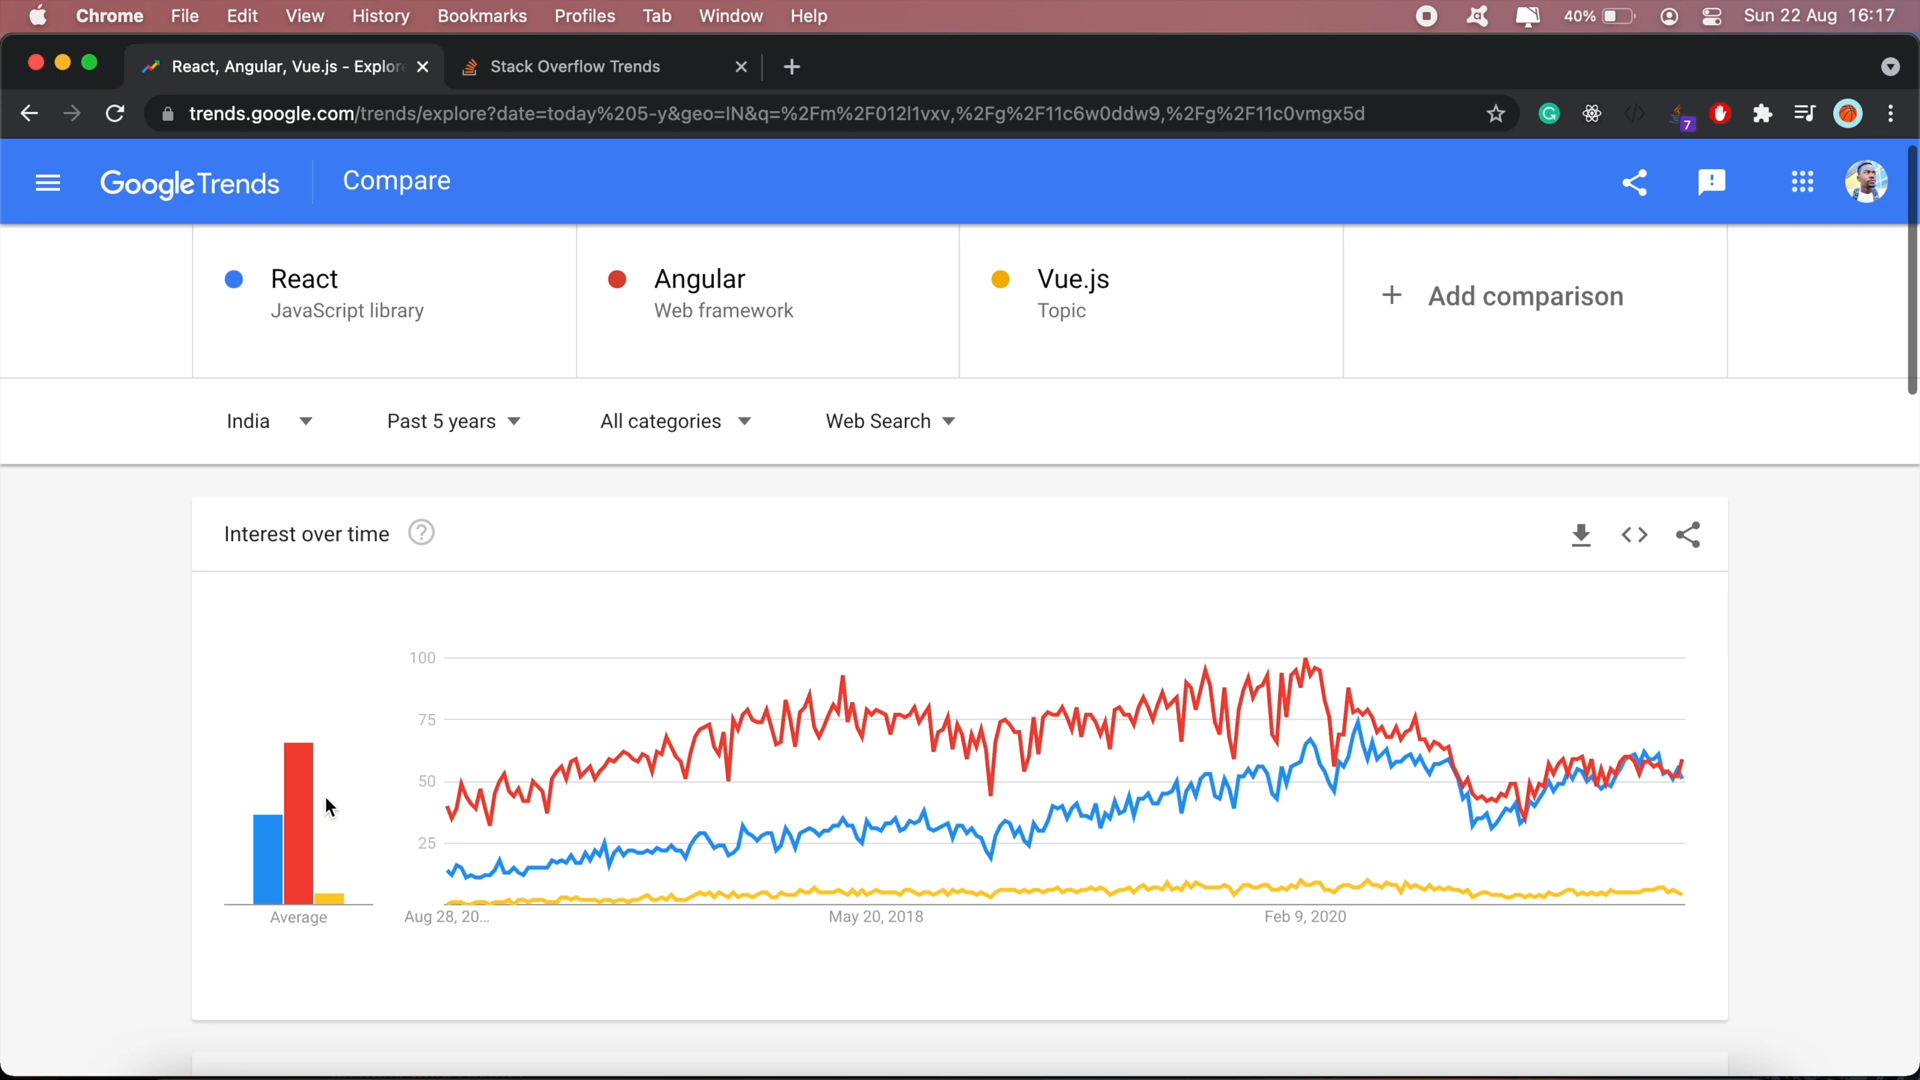 Chrome File Edit View History Bookmarks Profiles Tab Window Help 40% Sun 22 Aug 16:17
React, Angular, Vue.js - Explor Stack Overflow Trends
trends.google.com/trends/explore?date=today%205-y&geo=IN&q=%2Fm%2F012l1vxv,%2Fg%2F11c6w0ddw9,%2Fg%2F11c0vmgx5d 7
Google Trends Compare
React Angular Vue.js + Add comparison
JavaScript library Web framework Topic
India Past 5 years All categories Web Search
Interest over time ?
100
75
50
25
Average Aug 28, 20... May 20, 2018 Feb 9, 2020